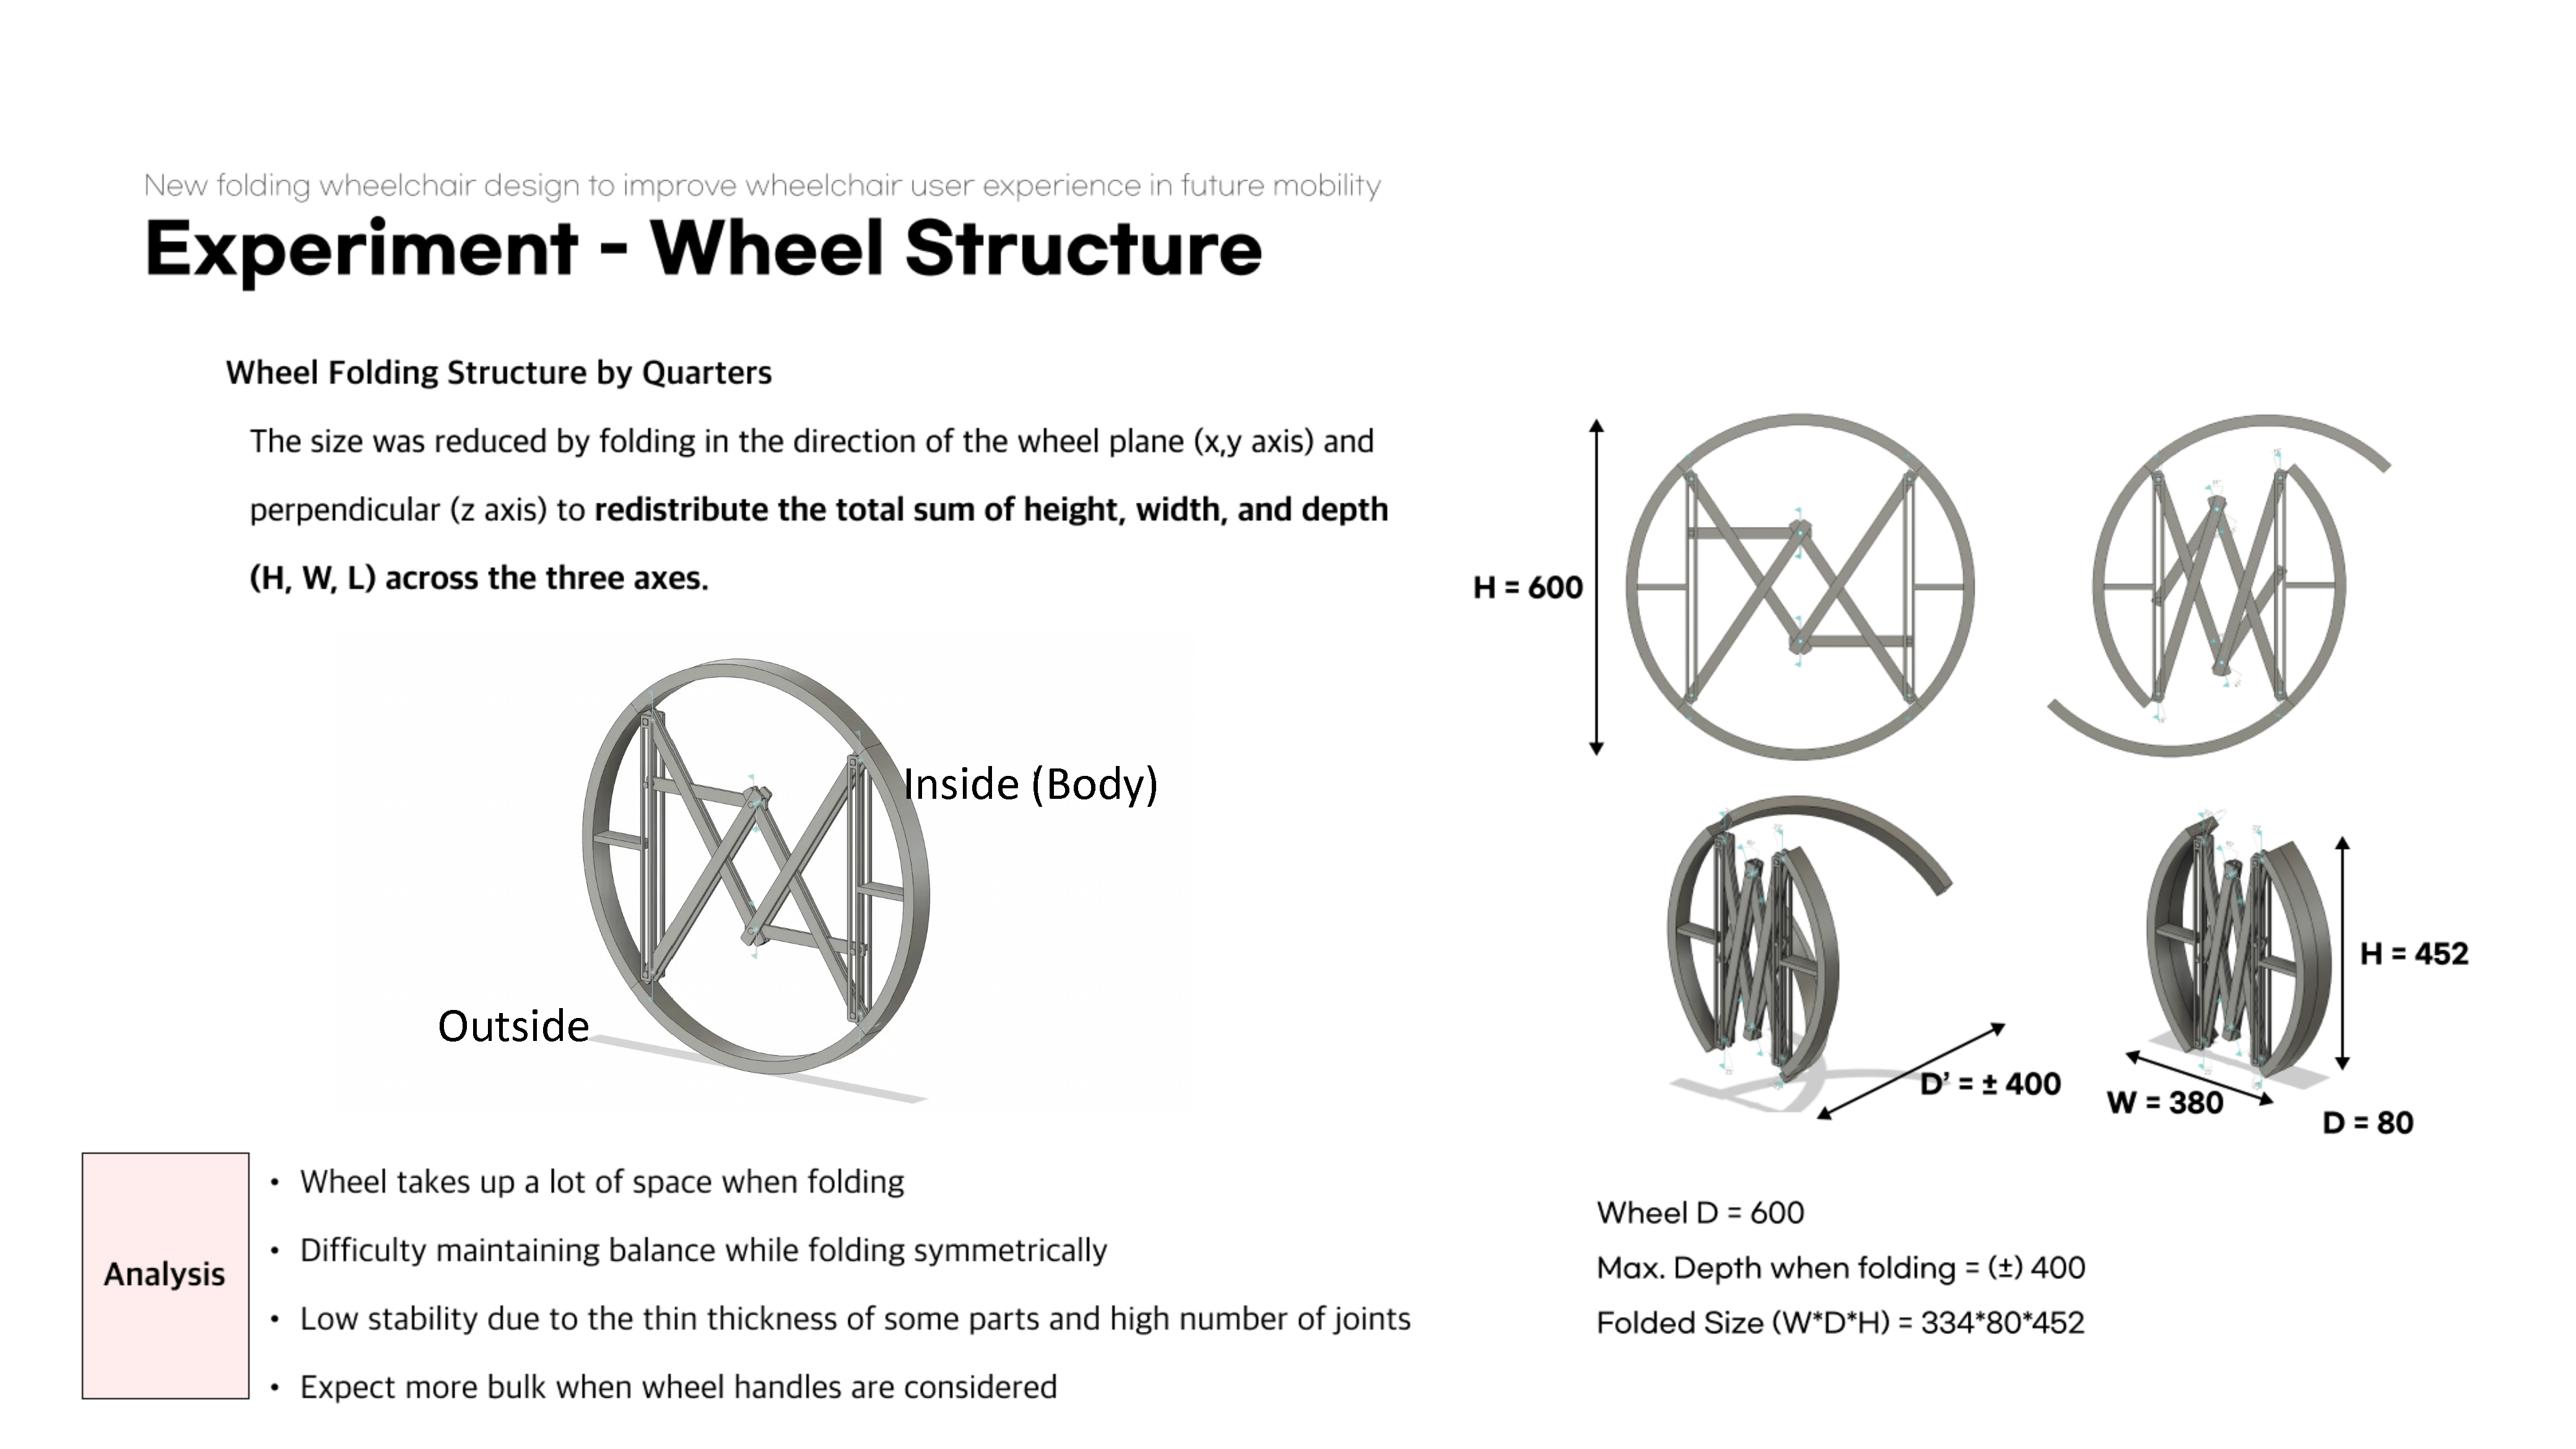 New folding wheelchair design to improve wheelchair user experience in future mobility
Experiment - Wheel Structure
Wheel Folding Structure by Quarters
The size was reduced by folding in the direction of the wheel plane (x,y axis) and
perpendicular (z axis) to redistribute the total sum of height, width, and depth
(H, W, L) across the three axes.
Inside (Body)
Outside
H = 600
D’ = ± 400
W = 380
H = 452
D = 80
Analysis
• Wheel takes up a lot of space when folding
• Difficulty maintaining balance while folding symmetrically
• Low stability due to the thin thickness of some parts and high number of joints
• Expect more bulk when wheel handles are considered
Wheel D = 600
Max. Depth when folding = (±) 400
Folded Size (W*D*H) = 334*80*452